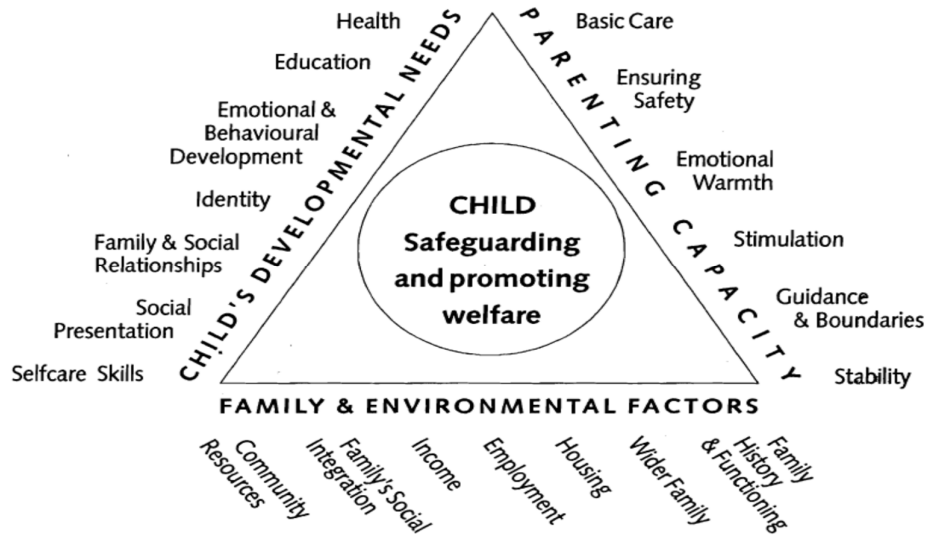 Health
Education
Emotional &
Behavioural
Development
Identity
Family & Social
Relationships
Social
Presentation
Selfcare Skills
CHILD'S DEVELOPMENTAL NEEDS
PARENTING CAPACITY
Basic Care
Ensuring
Safety
Emotional
Warmth
Stimulation
Guidance
& Boundaries
Stability
CHILD
Safeguarding
and promoting
welfare
FAMILY & ENVIRONMENTAL FACTORS
Community
Resources
Family's Social
Integration
Income
Employment
Housing
Wider Family
Family
History
& Functioning